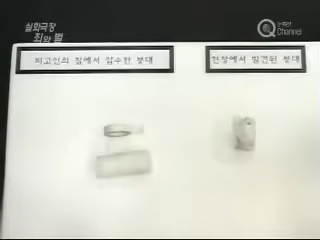 실화극장
죄와 벌
Channel
피고인의 집에서 압수한 붕대
현장에서 발견된 붕대